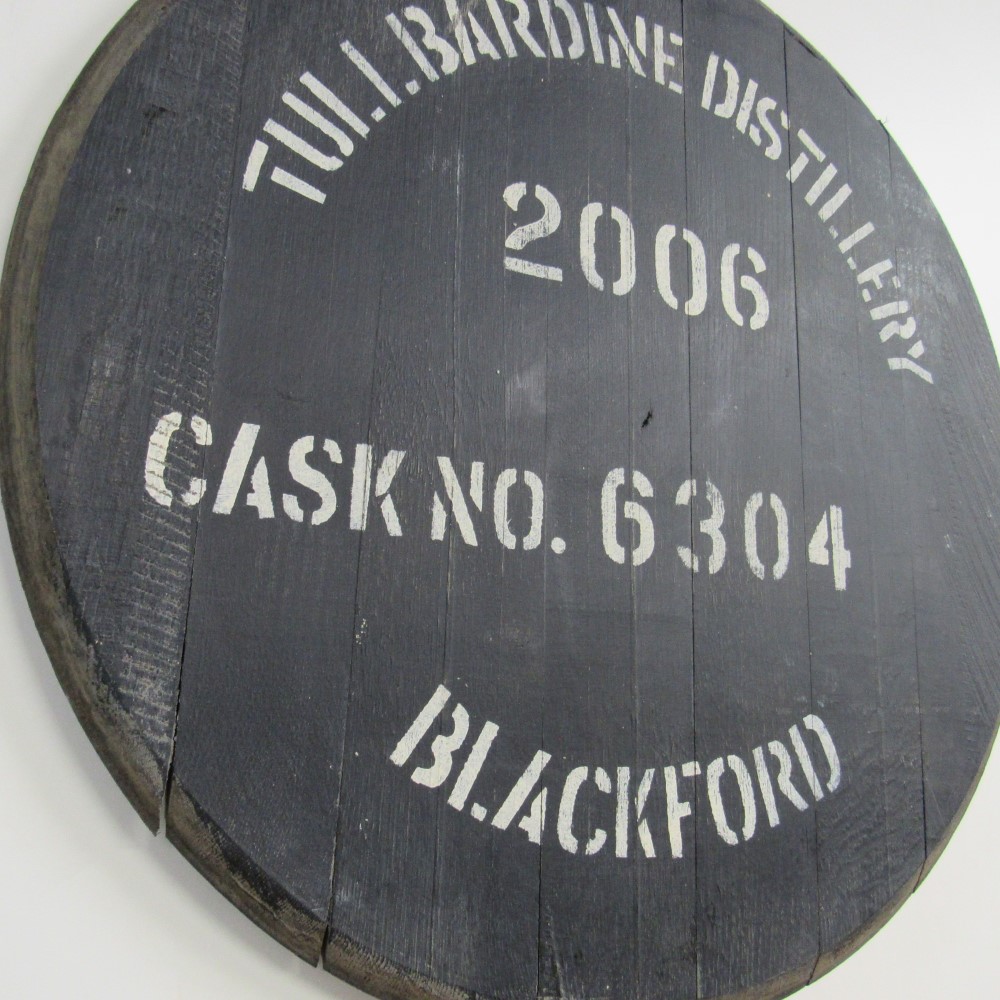 TULLIBARDINE DISTILLERY
2006
CASK NO. 6304
BLACKFORD